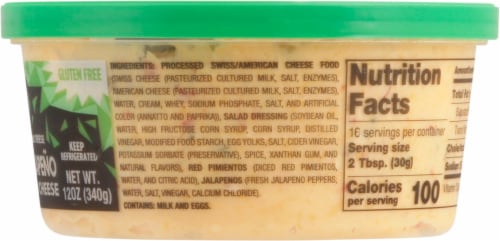 GLUTEN FREE
KEEP
REFRIGERATED
NET WT.
12OZ (340g)
CHEESE
INGREDIENTS: PROCESSED SWISS/AMERICAN CHEESE FOOD
(SWISS CHEESE (PASTEURIZED CULTURED MILK, SALT, ENZYMES),
AMERICAN CHEESE (PASTEURIZED CULTURED MILK, SALT, ENZYMES),
WATER, CREAM, WHEY, SODIUM PHOSPHATE, SALT, AND ARTIFICIAL
COLOR (ANNATTO AND PAPRIKA)), SALAD DRESSING (SOYBEAN OIL,
WATER, HIGH FRUCTOSE CORN SYRUP, CORN SYRUP, DISTILLED
VINEGAR, MODIFIED FOOD STARCH, EGG YOLKS, SALT, CIDER VINEGAR,
POTASSIUM SORBATE (PRESERVATIVE), SPICE, XANTHAN GUM, AND
NATURAL FLAVORS), RED PIMIENTOS (DICED RED PIMIENTOS,
WATER, AND CITRIC ACID), JALAPENOS (FRESH JALAPENO PEPPERS,
WATER, SALT, VINEGAR, CALCIUM CHLORIDE).
CONTAINS: MILK AND EGGS.
Nutrition
Facts
16 servings per container
Serving size
2 Tbsp. (30g)
Calories
per serving 100
Total Fa